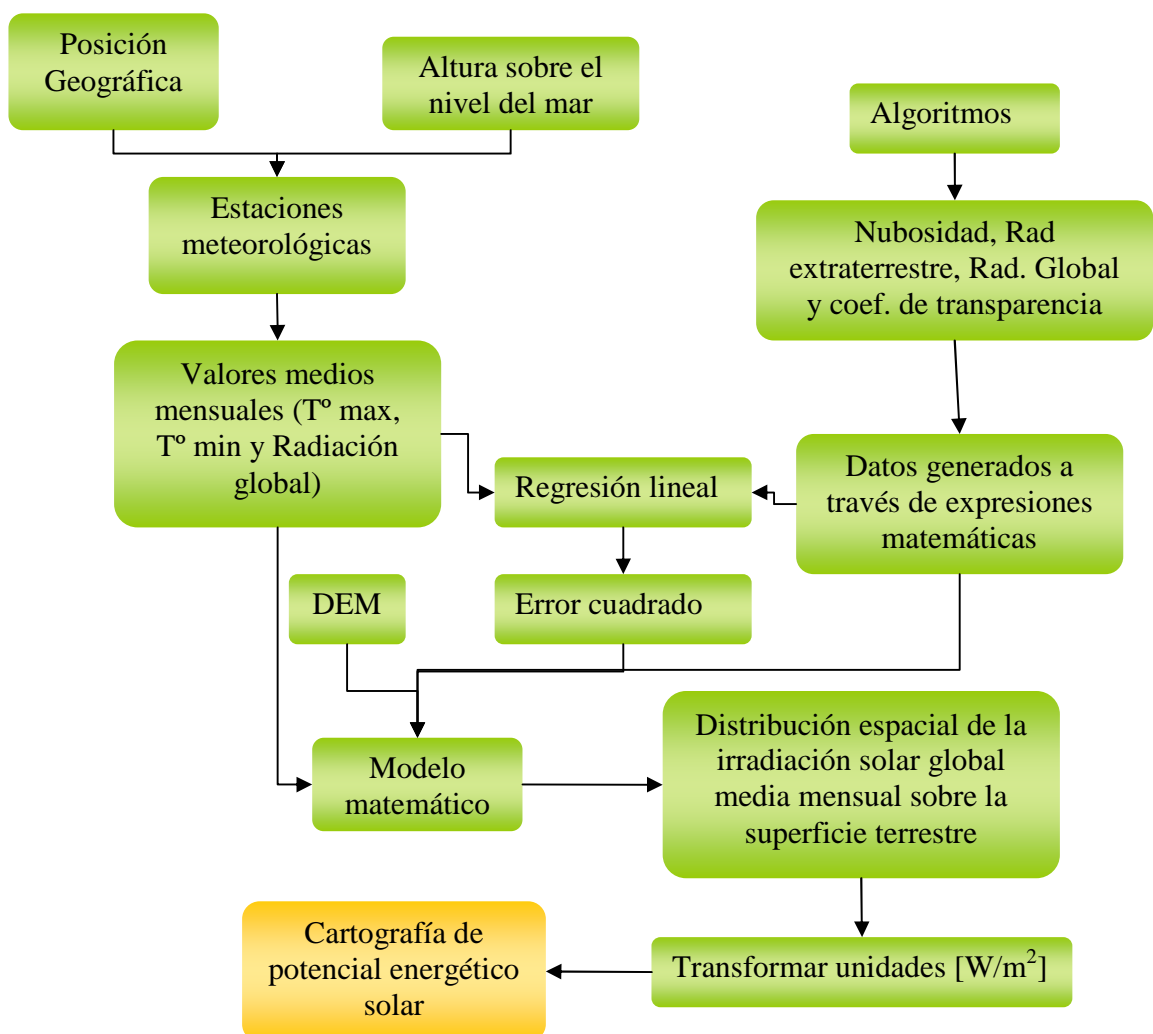 Posición
Geográfica
Altura sobre el
nivel del mar
Algoritmos
Estaciones
meteorológicas
Nubosidad, Rad
extraterrestre, Rad. Global
y coef. de transparencia
Valores medios
mensuales (Tº max,
Tº min y Radiación
global)
Regresión lineal
Datos generados a
través de expresiones
matemáticas
DEM
Error cuadrado
Modelo
matemático
Distribución espacial de la
irradiación solar global
media mensual sobre la
superficie terrestre
Cartografía de
potencial energético
solar
Transformar unidades [W/m²]